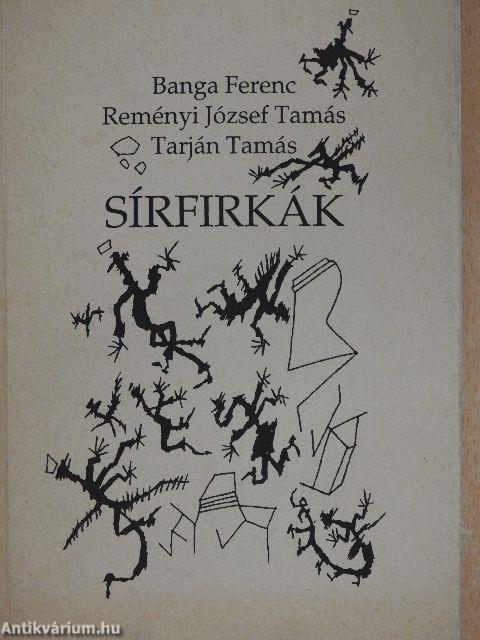 Banga Ferenc
Reményi József Tamás
Tarján Tamás
SÍRFIRKÁK
Antikvárium.hu